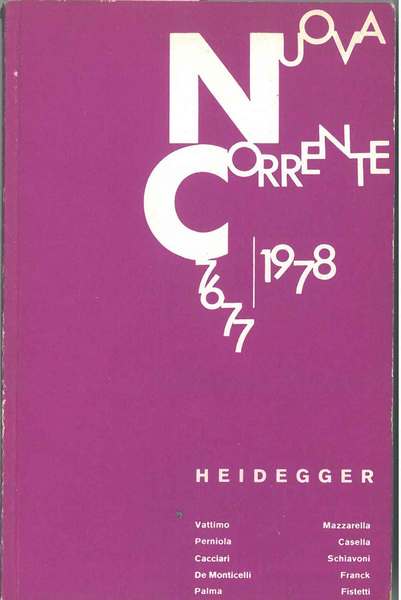 NUOVA
CORRENTE
76 77 | 1978
HEIDEGGER
Vattimo Mazzarella
Perniola Casella
Cacciari Schiavoni
De Monticelli Franck
Palma Fistetti